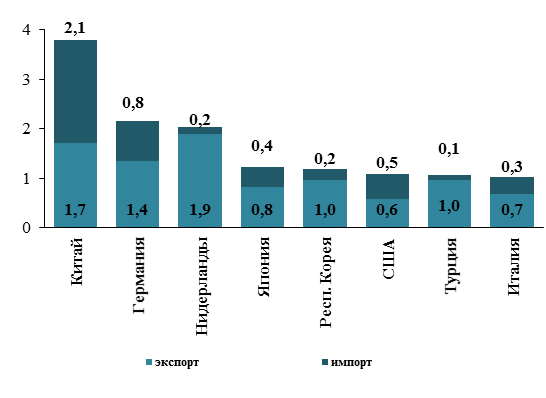 4
3
2
1
0
2,1
0,8
0,2
0,4
0,2
0,5
0,1
0,3
1,7
1,4
1,9
0,8
1,0
0,6
1,0
0,7
Китай
Германия
Нидерланды
Япония
Респ. Корея
США
Турция
Италия
экспорт
импорт